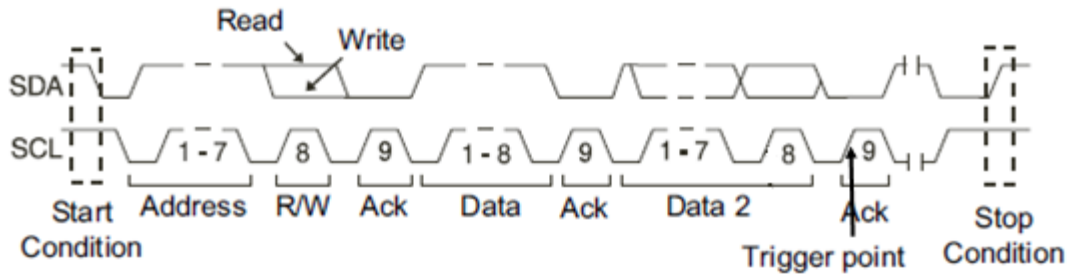 Read
Write
SDA
SCL
1 - 7
8
9
1 - 8
9
1 - 7
8
9
Start
Condition
Address
R/W
Ack
Data
Ack
Data 2
Ack
Trigger point
Stop
Condition